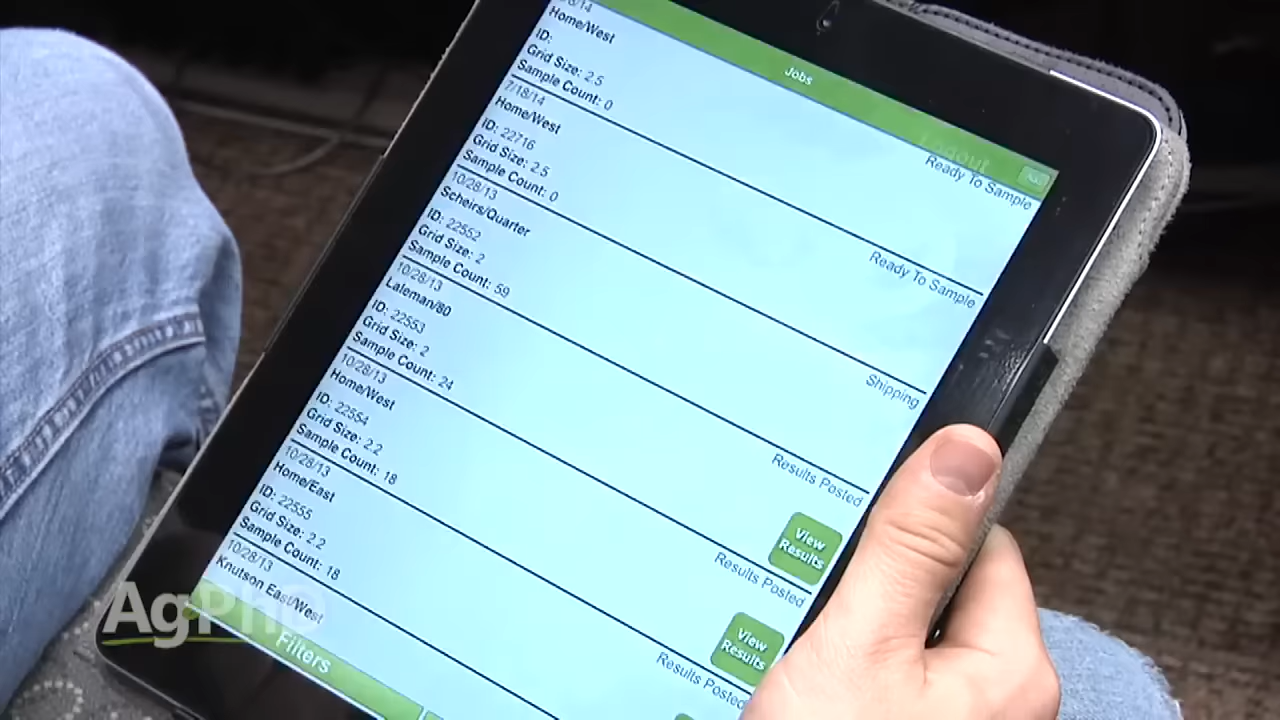 Jobs
Logout
Ready To Sample
Home/West
ID:
Grid Size: 2.5
Sample Count: 0
7/18/14
Ready To Sample
Home/West
ID: 22716
Grid Size: 2.5
Sample Count: 0
10/28/13
Shipping
Scheirs/Quarter
ID: 22552
Grid Size: 2
Sample Count: 59
10/28/13
Results Posted
Laleman/80
ID: 22553
Grid Size: 2
Sample Count: 24
View
Results
10/28/13
Results Posted
Home/West
ID: 22554
Grid Size: 2.2
Sample Count: 18
View
Results
10/28/13
Results Posted
Home/East
ID: 22555
Grid Size: 2.2
Sample Count: 18
10/28/13
Knutson East/West
Filters
AgPhD